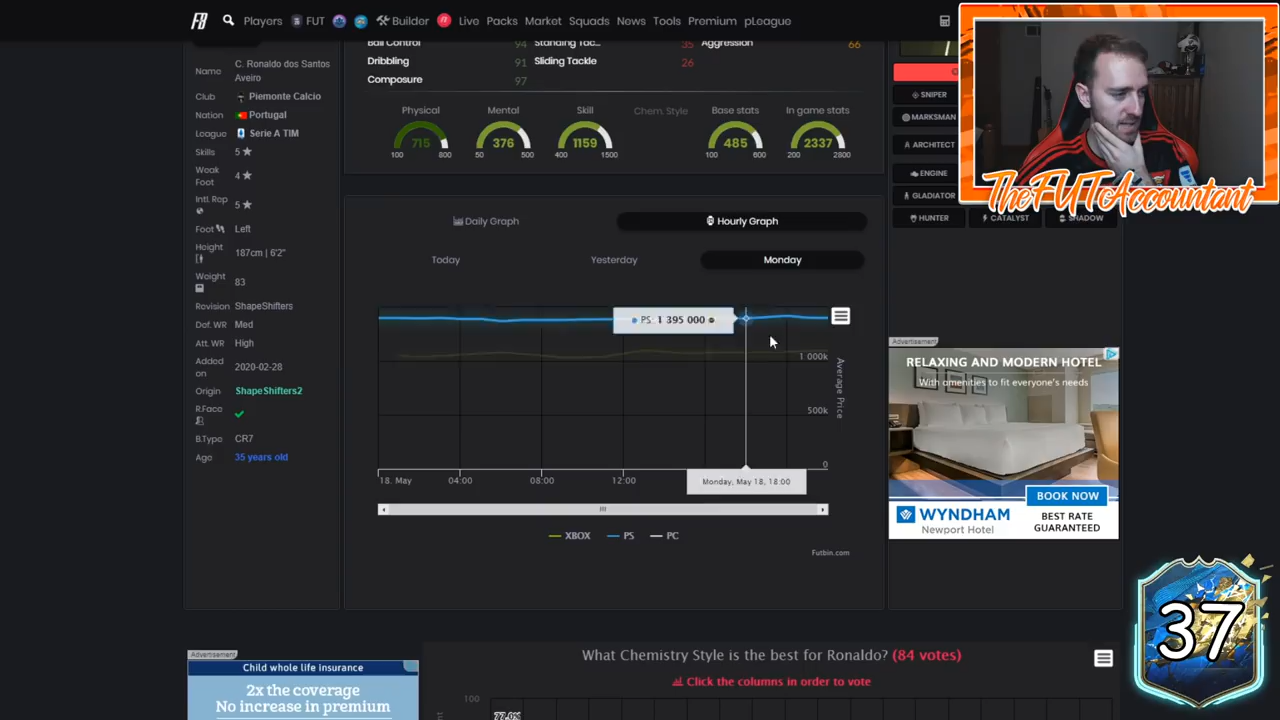 FB Players FUT Builder Live Packs Market Squads News Tools Premium pLeague
Ball Control 94 Standing Tac... 35 Aggression 66
Dribbling 91 Sliding Tackle 26
Composure 97
Name C. Ronaldo dos Santos Aveiro
Club Piemonte Calcio
Nation Portugal
League Serie A TIM
Skills 5 ★
Weak Foot 4 ★
Intl. Rep 5 ★
Foot Left
Height 187cm | 6'2"
Weight 83
Revision ShapeShifters
Def. WR Med
Att. WR High
Added on 2020-02-28
Origin ShapeShifters2
R.Face
B.Type CR7
Age 35 years old
Physical Mental Skill Chem. Style Base stats In game stats
715 376 1159 485 2337
100 800 50 500 400 1500 100 600 200 2800
Daily Graph Hourly Graph
Today Yesterday Monday
PS: 1 395 000
1 000k
500k
0
Average Price
18. May 04:00 08:00 12:00
Monday, May 18, 18:00
XBOX PS PC
Futbin.com
SNIPER
MARKSMAN
ARCHITECT
ENGINE
GLADIATOR
HUNTER CATALYST SHADOW
TheFUTAccountant
Advertisement
RELAXING AND MODERN HOTEL
With amenities to fit everyone's needs
BOOK NOW
WYNDHAM
Newport Hotel
BEST RATE
GUARANTEED
37
Advertisement
Child whole life insurance
2x the coverage
No increase in premium
What Chemistry Style is the best for Ronaldo? (84 votes)
Click the columns in order to vote
100
77.0%